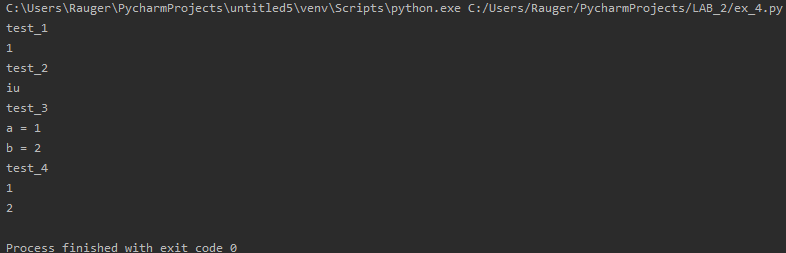 C:\Users\Rauger\PycharmProjects\untitled5\venv\Scripts\python.exe C:/Users/Rauger/PycharmProjects/LAB_2/ex_4.py
test_1
1
test_2
iu
test_3
a = 1
b = 2
test_4
1
2
Process finished with exit code 0